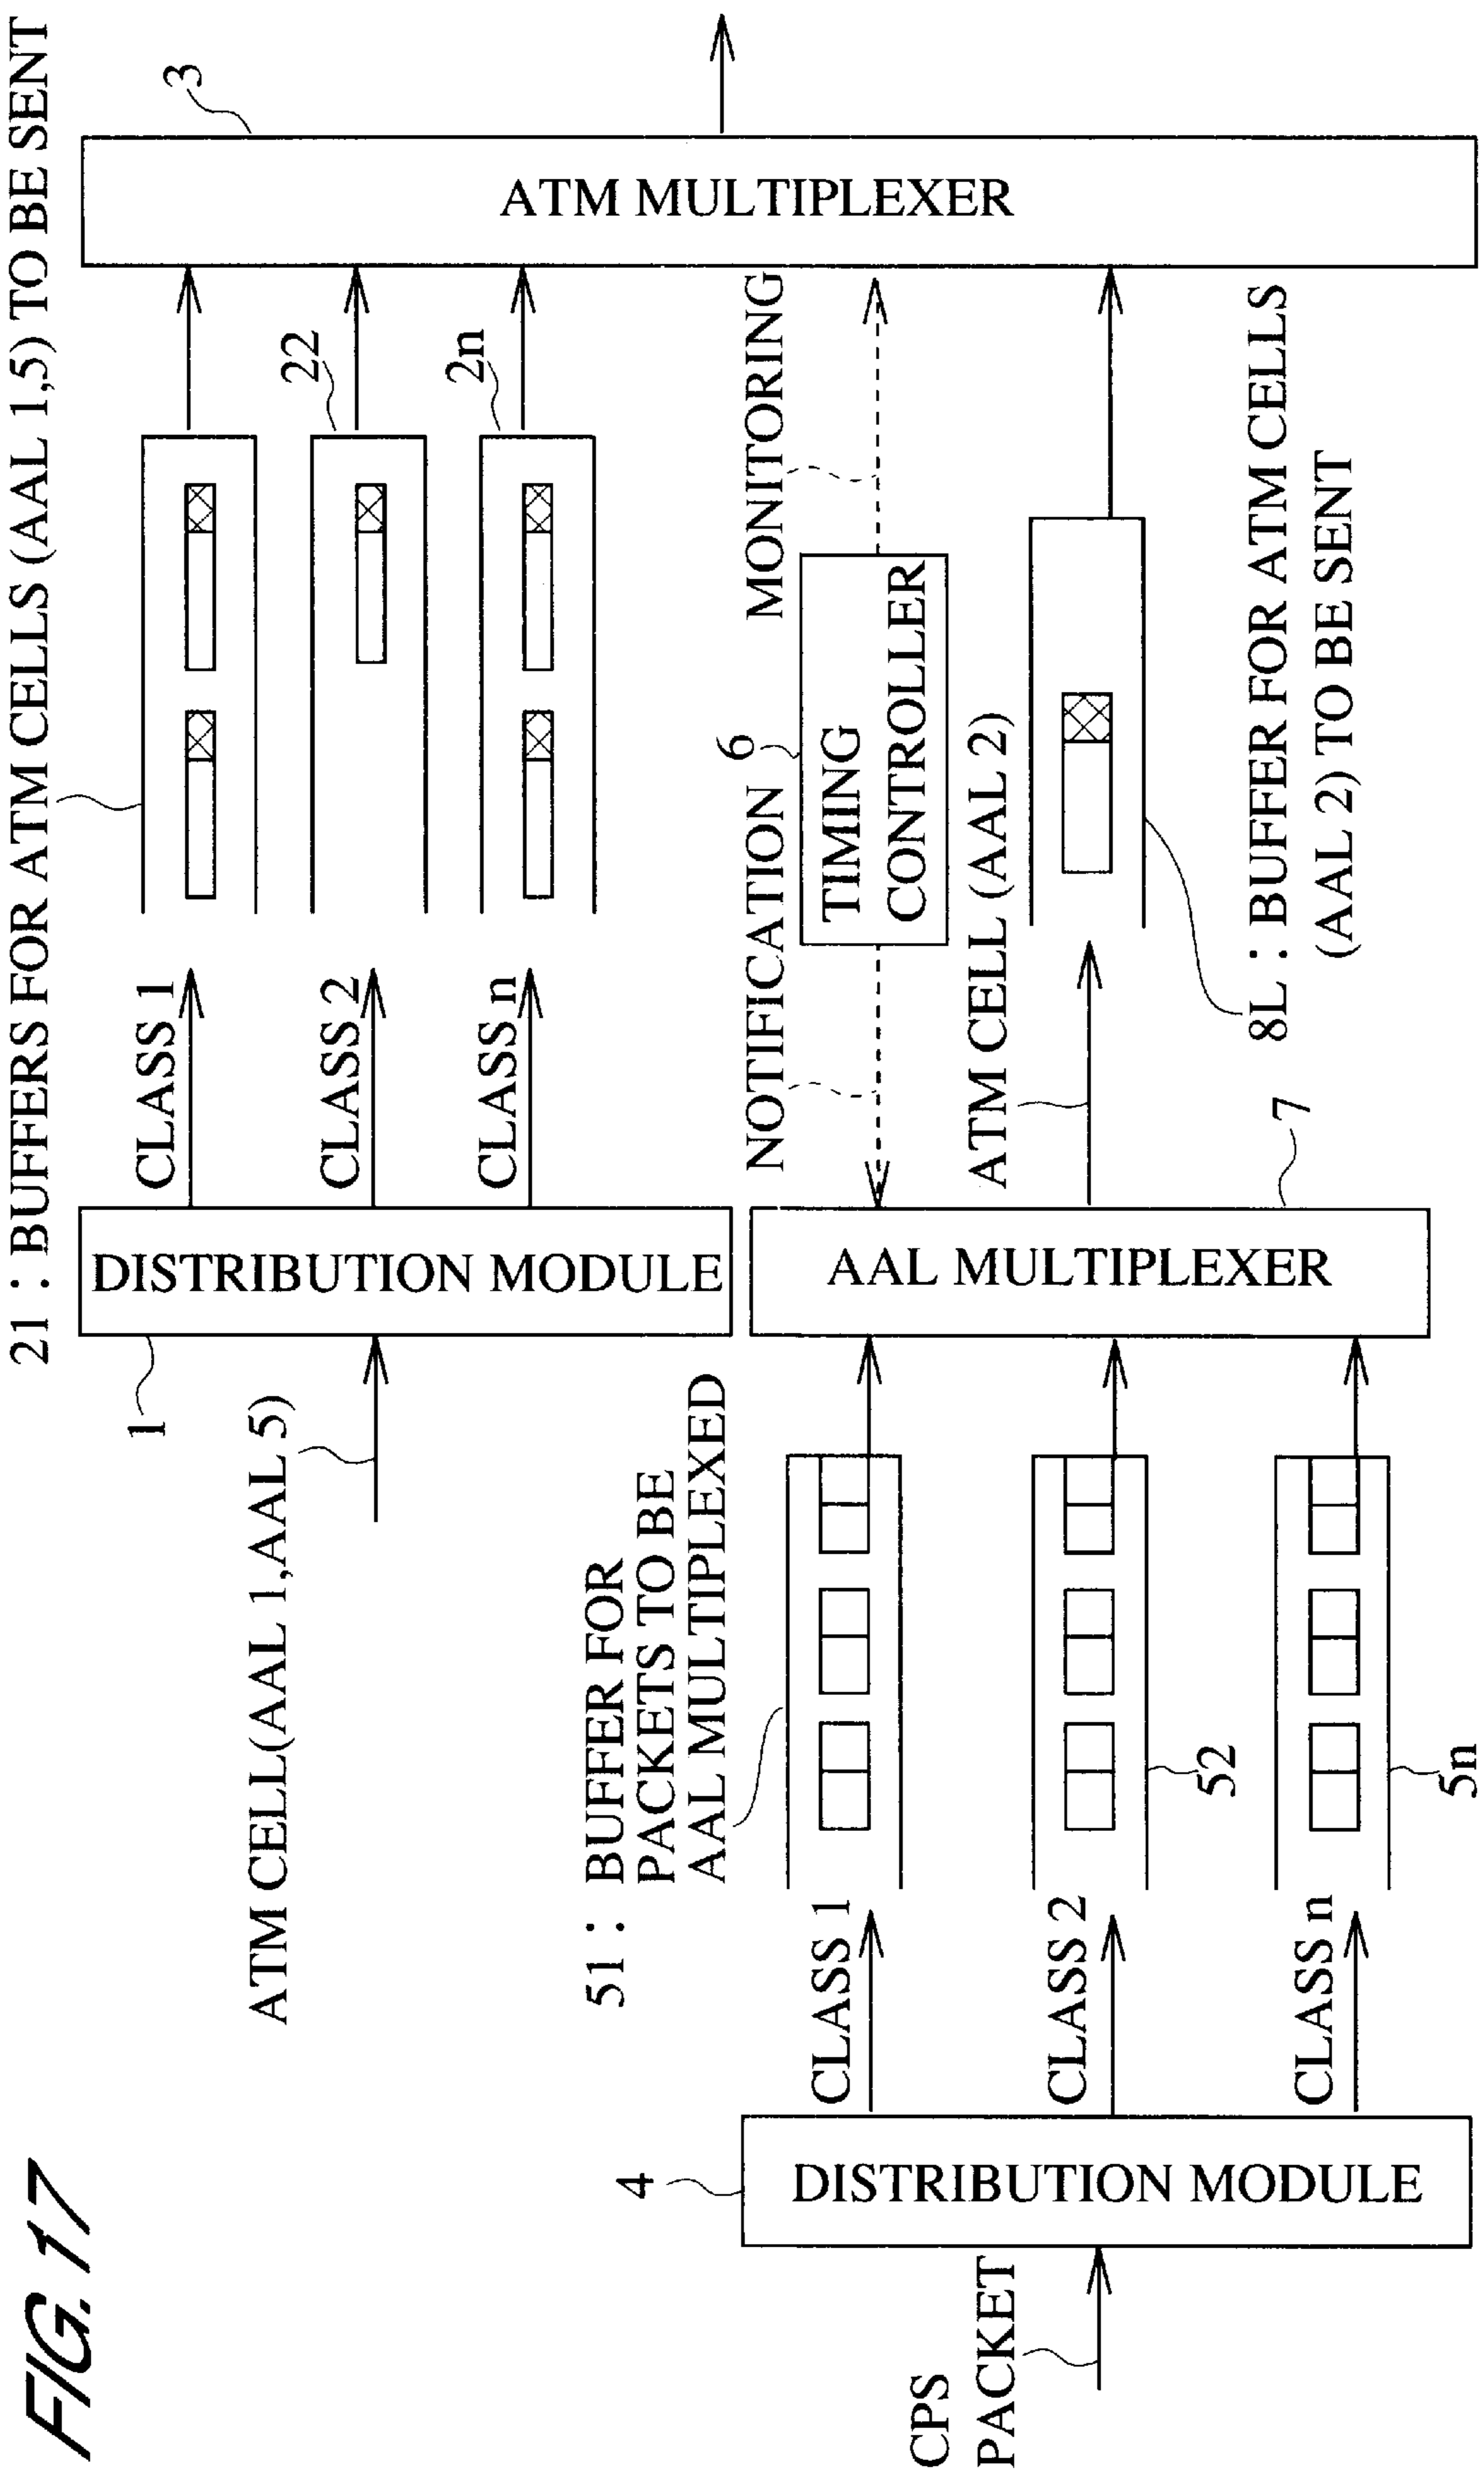 FIG. 17
21 : BUFFERS FOR ATM CELLS (AAL 1,5) TO BE SENT
ATM CELL(AAL 1,AAL 5)
1
DISTRIBUTION MODULE
CLASS 1
CLASS 2
CLASS n
22
2n
3
ATM MULTIPLEXER
CPS
PACKET
4
DISTRIBUTION MODULE
CLASS 1
CLASS 2
CLASS n
51 : BUFFER FOR
PACKETS TO BE
AAL MULTIPLEXED
52
5n
AAL MULTIPLEXER
7
NOTIFICATION
6
TIMING
CONTROLLER
MONITORING
ATM CELL (AAL 2)
8L : BUFFER FOR ATM CELLS
(AAL 2) TO BE SENT